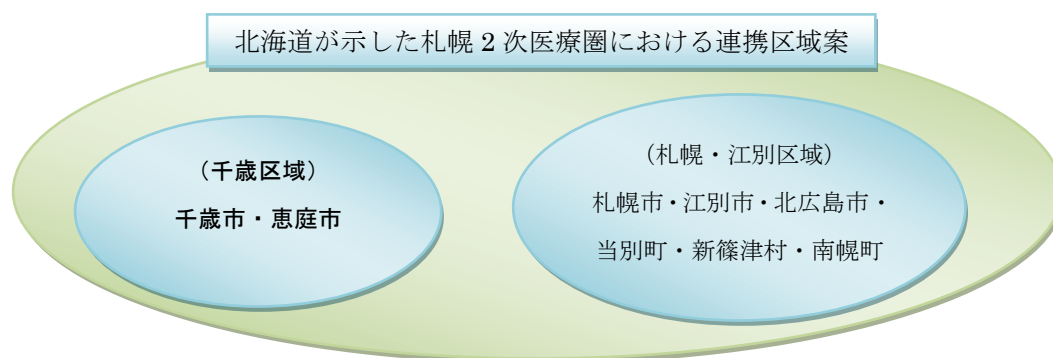 北海道が示した札幌2次医療圏における連携区域案
（千歳区域）
千歳市・恵庭市
（札幌・江別区域）
札幌市・江別市・北広島市・
当別町・新篠津村・南幌町